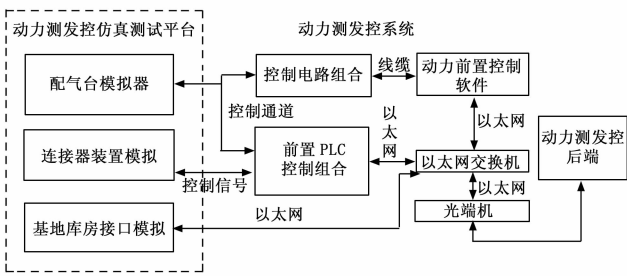 动力测发控仿真测试平台
动力测发控系统
配气台模拟器
控制电路组合
线缆
动力前置控制
软件
控制通道
以太网
以太网
连接器装置模拟
前置 PLC
控制组合
以太网交换机
动力测发控
后端
控制信号
以太网
基地库房接口模拟
以太网
光端机